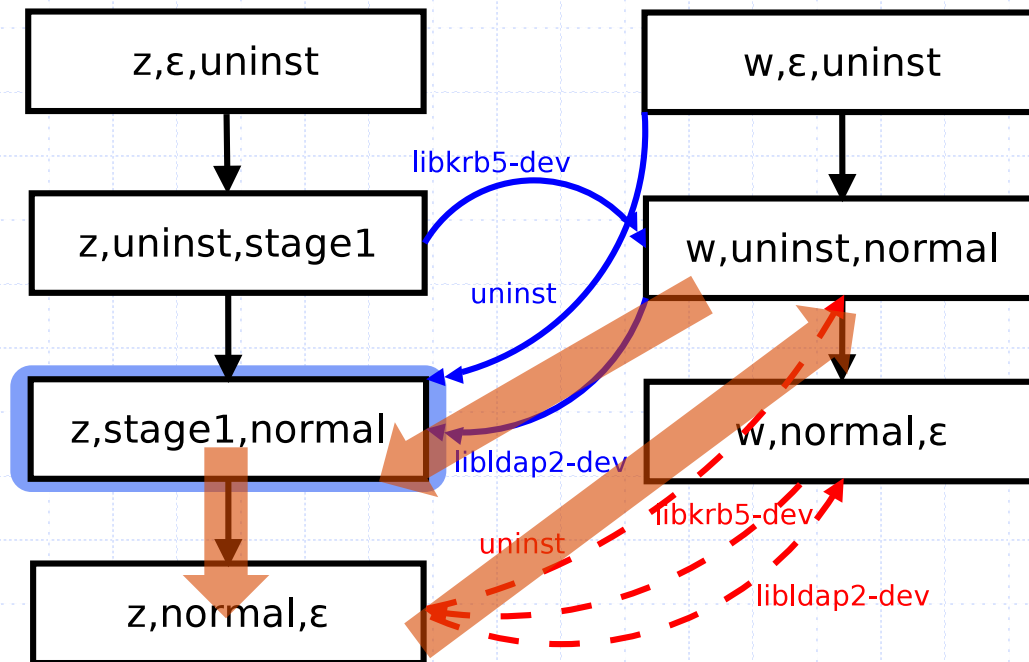 z,ε,uninst
w,ε,uninst
libkrb5-dev
z,uninst,stage1
w,uninst,normal
uninst
z,stage1,normal
w,normal,ε
libldap2-dev
libkrb5-dev
uninst
libldap2-dev
z,normal,ε